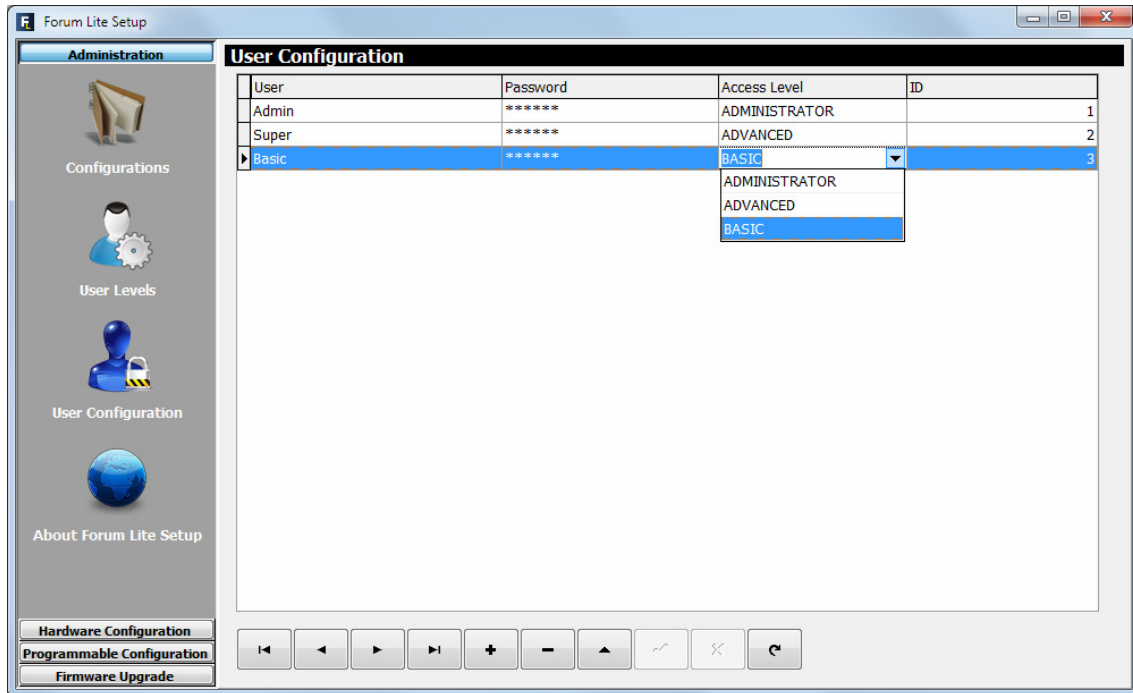 Forum Lite Setup
Administration
Configurations
User Levels
User Configuration
About Forum Lite Setup
Hardware Configuration
Programmable Configuration
Firmware Upgrade
User Configuration
User Password Access Level ID
Admin ****** ADMINISTRATOR 1
Super ****** ADVANCED 2
Basic ****** BASIC 3
ADMINISTRATOR
ADVANCED
BASIC